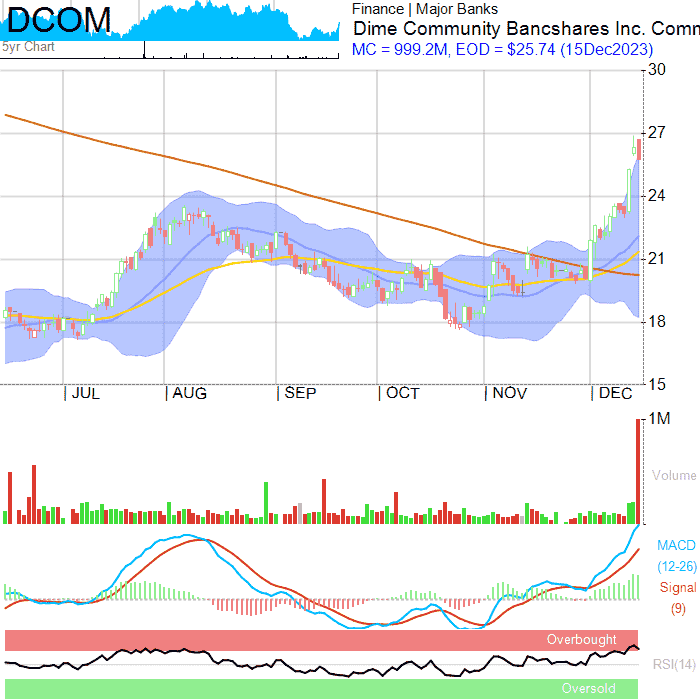 DCOM
5yr Chart
Finance | Major Banks
Dime Community Bancshares Inc. Comm
MC = 999.2M, EOD = $25.74 (15Dec2023)
30
27
24
21
18
15
JUL AUG SEP OCT NOV DEC
1M
Volume
MACD
(12-26)
Signal
(9)
Overbought
RSI(14)
Oversold